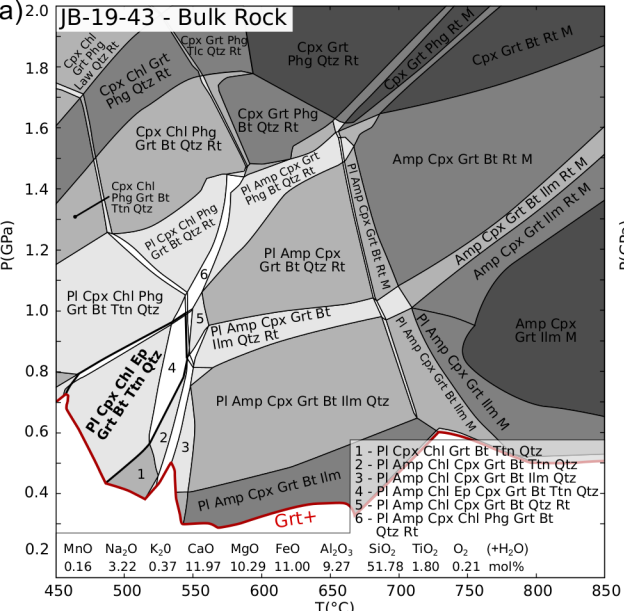 a)
JB-19-43 - Bulk Rock
2.0
1.8
1.6
1.4
1.2
1.0
0.8
0.6
0.4
0.2
P(GPa)
P(GPa)
Cpx Chl
Grt Phg
Law Qtz Rt
Cpx Chl Grt
Phg Qtz Rt
Cpx Grt Phg
Tlc Qtz Rt
Cpx Grt
Phg Qtz Rt
Cpx Grt Phg Rt M
Cpx Grt Bt Rt M
Cpx Chl Phg
Grt Bt Qtz Rt
Cpx Grt Phg
Bt Qtz Rt
Cpx Chl
Phg Grt Bt
Ttn Qtz
Pl Cpx Chl Phg
Grt Bt Qtz Rt
Pl Amp Cpx Grt
Phg Bt Qtz Rt
Amp Cpx Grt Bt Rt M
Pl Amp Cpx Grt Bt Rt M
Amp Cpx Grt Bt Ilm Rt M
Amp Cpx Grt Ilm Rt M
Pl Amp Cpx
Grt Bt Qtz Rt
6
Pl Cpx Chl Phg
Grt Bt Ttn Qtz
5
Pl Amp Cpx Grt Bt
Ilm Qtz Rt
Amp Cpx
Grt Ilm M
Pl Cpx Chl Ep
Grt Bt Ttn Qtz
4
Pl Amp Cpx Grt Bt Ilm M
Pl Amp Cpx Grt Ilm M
Pl Amp Cpx Grt Bt Ilm Qtz
2
3
1
Pl Amp Cpx Grt Bt Ilm
Grt+
1 - Pl Cpx Chl Grt Bt Ttn Qtz
2 - Pl Amp Chl Cpx Grt Bt Ttn Qtz
3 - Pl Amp Chl Cpx Grt Bt Ilm Qtz
4 - Pl Amp Chl Ep Cpx Grt Bt Ttn Qtz
5 - Pl Amp Chl Cpx Grt Bt Qtz Rt
6 - Pl Amp Cpx Chl Phg Grt Bt
Qtz Rt
MnO Na₂O K₂0 CaO MgO FeO Al₂O₃ SiO₂ TiO₂ O₂ (+H₂O)
0.16 3.22 0.37 11.97 10.29 11.00 9.27 51.78 1.80 0.21 mol%
450 500 550 600 650 700 750 800 850
T(°C)